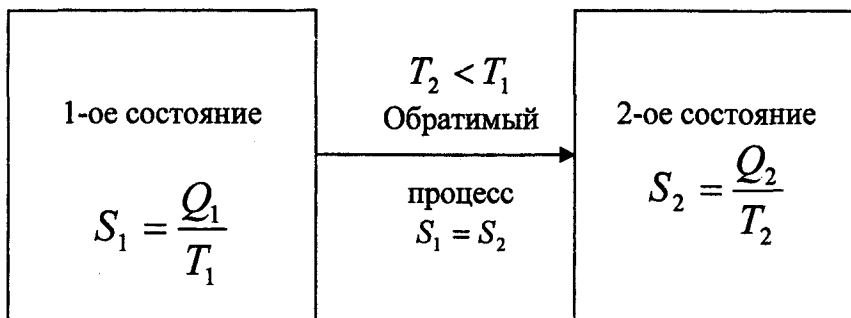 1-ое состояние
S₁ = Q₁/T₁
T₂ < T₁
Обратимый
процесс
S₁ = S₂
2-ое состояние
S₂ = Q₂/T₂